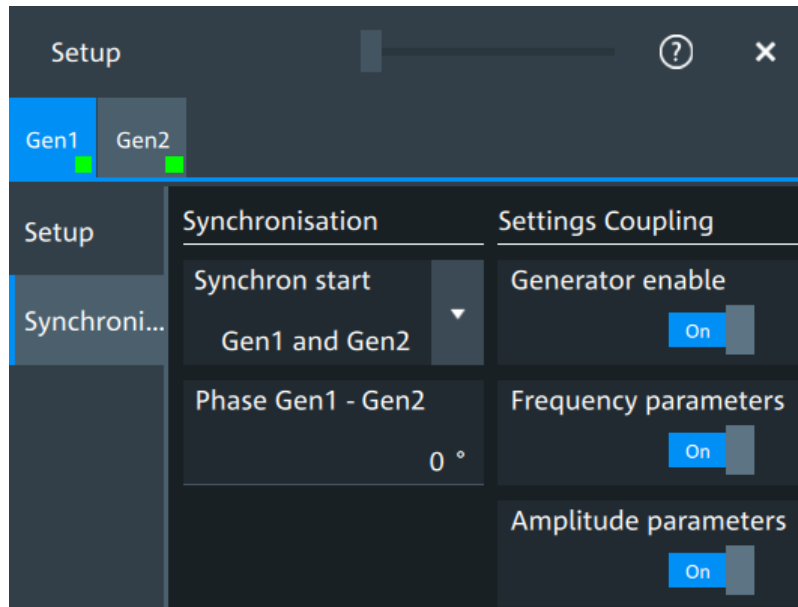 Setup
?
Gen1
Gen2
Setup
Synchroni...
Synchronisation
Synchron start
Gen1 and Gen2
Phase Gen1 - Gen2
0 °
Settings Coupling
Generator enable
On
Frequency parameters
On
Amplitude parameters
On